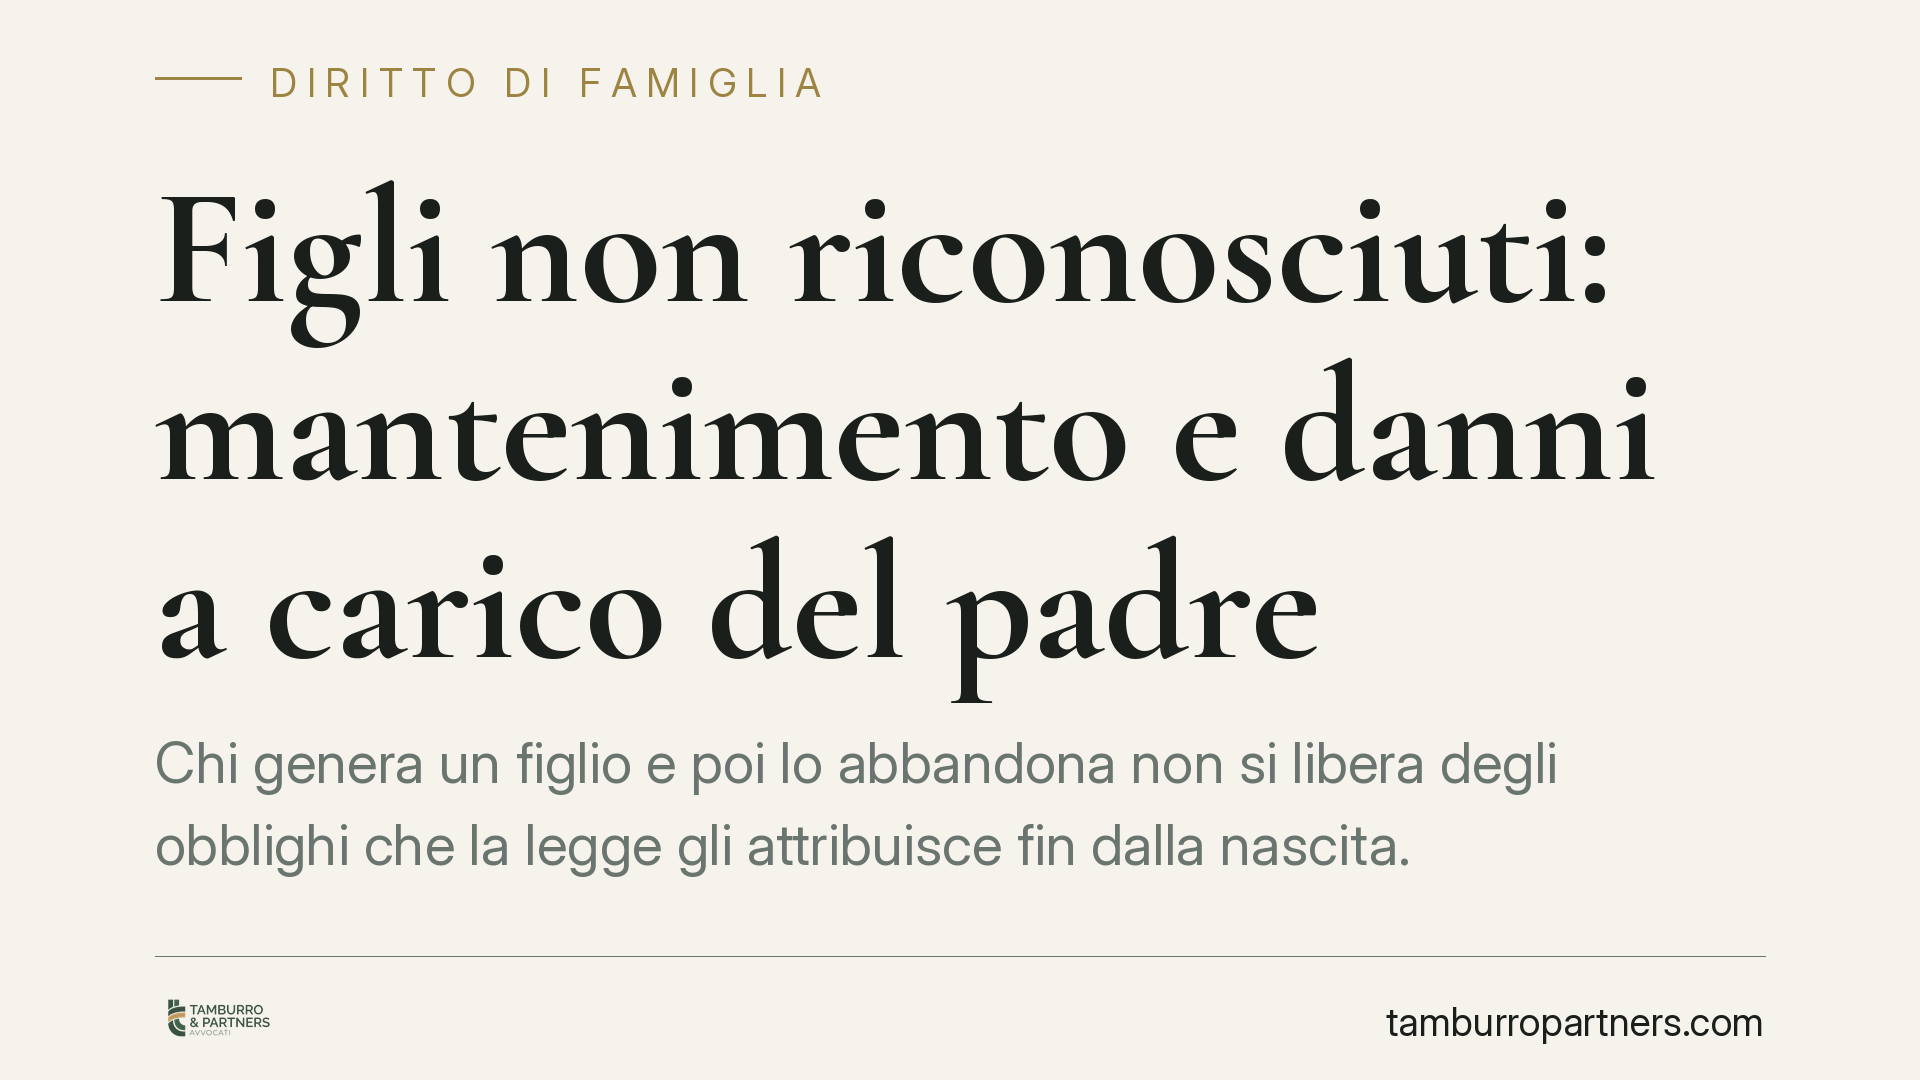 DIRITTO DI FAMIGLIA
Figli non riconosciuti:
mantenimento e danni
a carico del padre
Chi genera un figlio e poi lo abbandona non si libera degli
obblighi che la legge gli attribuisce fin dalla nascita.
TAMBURRO
& PARTNERS
AVVOCATI
tamburropartners.com